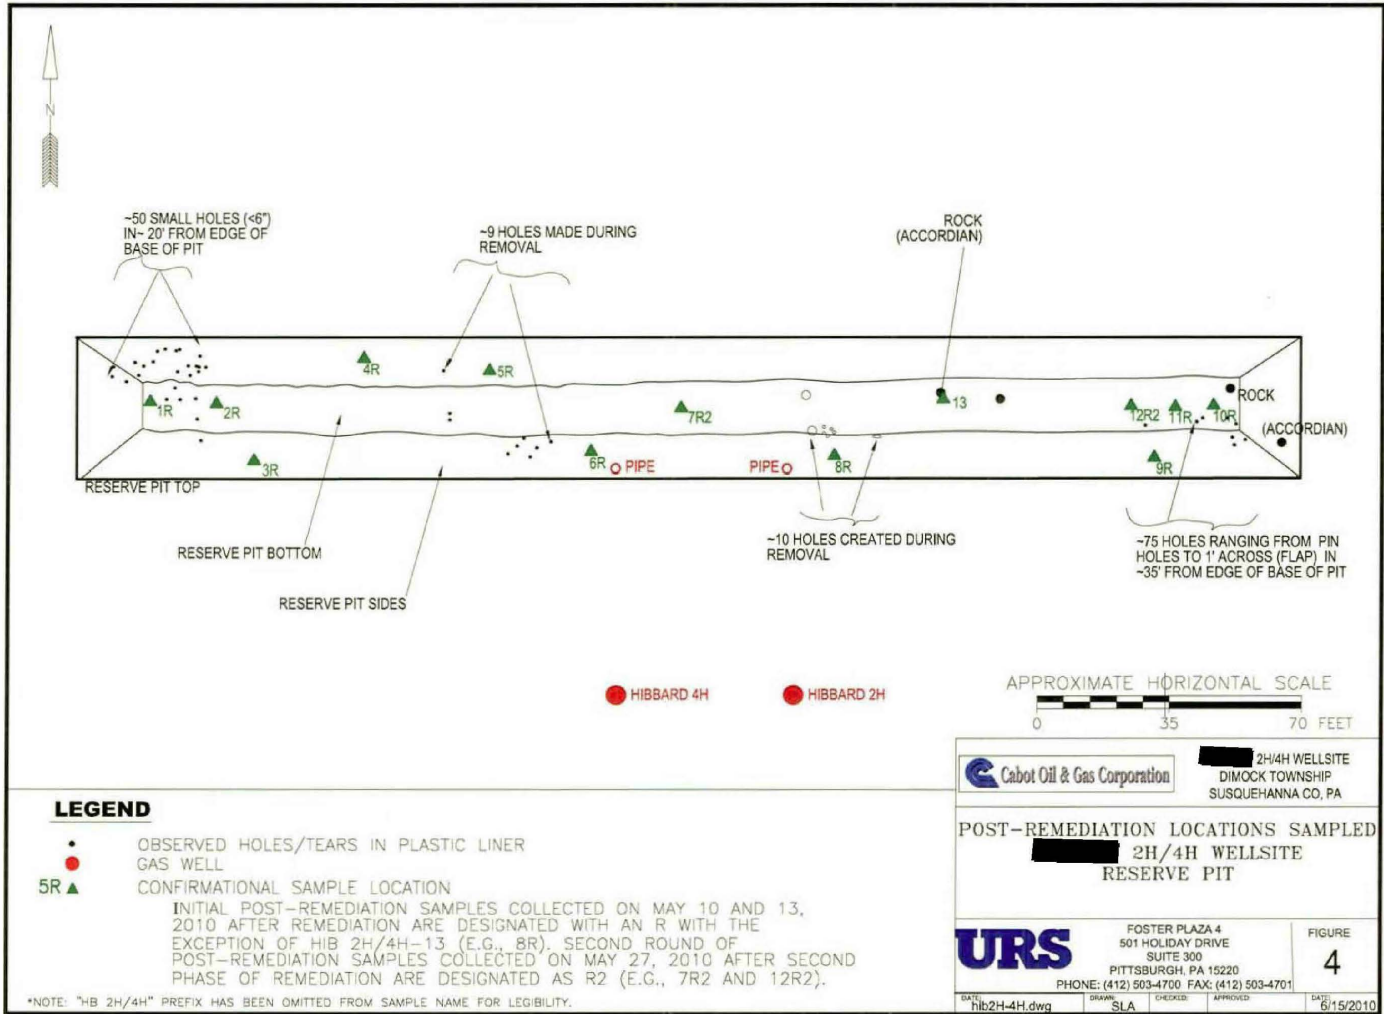 N
~50 SMALL HOLES (<6")
IN~ 20' FROM EDGE OF
BASE OF PIT
~9 HOLES MADE DURING
REMOVAL
ROCK
(ACCORDIAN)
4R
5R
1R
2R
7R2
13
12R2
11R
10R
ROCK
(ACCORDIAN)
3R
6R
PIPE
PIPE
8R
9R
RESERVE PIT TOP
RESERVE PIT BOTTOM
RESERVE PIT SIDES
~10 HOLES CREATED DURING
REMOVAL
~75 HOLES RANGING FROM PIN
HOLES TO 1' ACROSS (FLAP) IN
~35' FROM EDGE OF BASE OF PIT
HIBBARD 4H
HIBBARD 2H
APPROXIMATE HORIZONTAL SCALE
0 35 70 FEET
Cabot Oil & Gas Corporation
2H/4H WELLSITE
DIMOCK TOWNSHIP
SUSQUEHANNA CO, PA
LEGEND
OBSERVED HOLES/TEARS IN PLASTIC LINER
GAS WELL
5R CONFIRMATIONAL SAMPLE LOCATION
INITIAL POST-REMEDIATION SAMPLES COLLECTED ON MAY 10 AND 13,
2010 AFTER REMEDIATION ARE DESIGNATED WITH AN R WITH THE
EXCEPTION OF HIB 2H/4H-13 (E.G., 8R). SECOND ROUND OF
POST-REMEDIATION SAMPLES COLLECTED ON MAY 27, 2010 AFTER SECOND
PHASE OF REMEDIATION ARE DESIGNATED AS R2 (E.G., 7R2 AND 12R2).
*NOTE: "HB 2H/4H" PREFIX HAS BEEN OMITTED FROM SAMPLE NAME FOR LEGIBILITY.
POST-REMEDIATION LOCATIONS SAMPLED
2H/4H WELLSITE
RESERVE PIT
URS
FOSTER PLAZA 4
501 HOLIDAY DRIVE
SUITE 300
PITTSBURGH, PA 15220
PHONE: (412) 503-4700 FAX: (412) 503-4701
FIGURE
4
DATE: DRAWN: CHECKED: APPROVED: DATE:
hib2H-4H.dwg SLA 6/15/2010